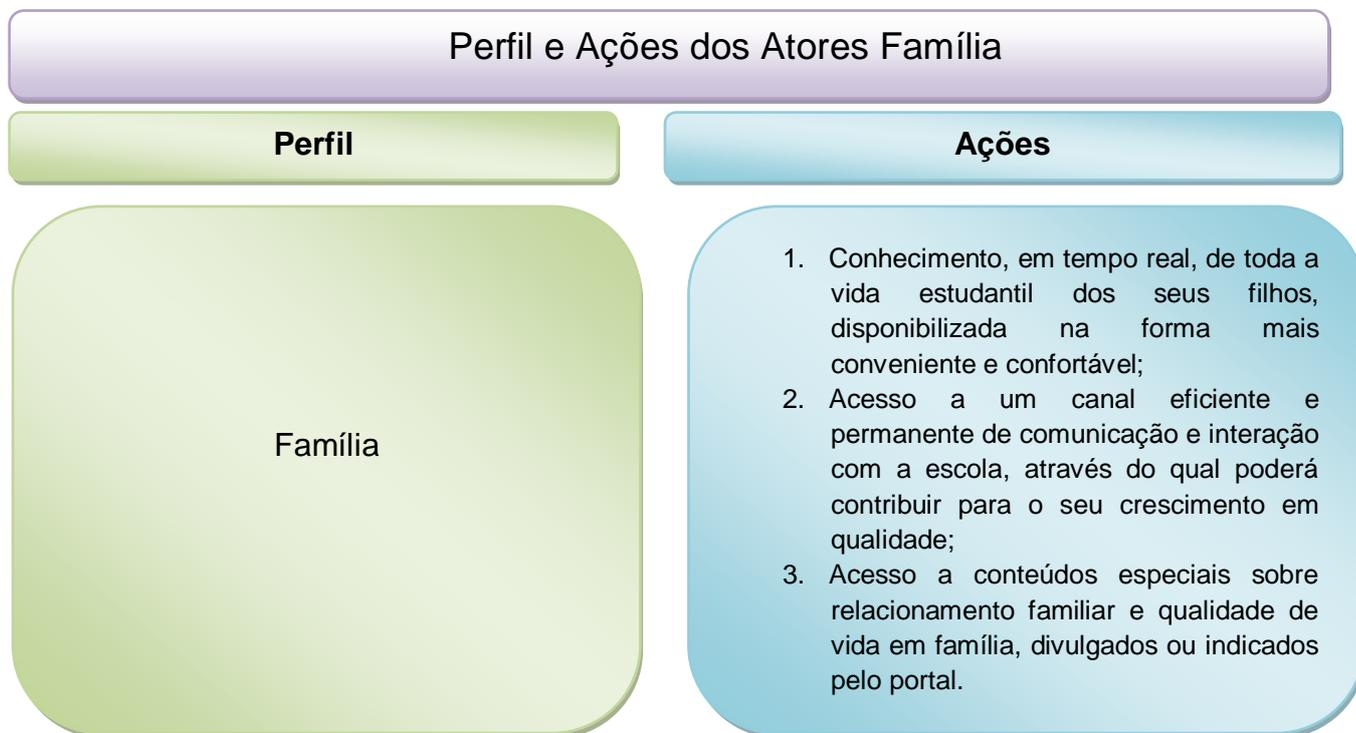 Perfil e Ações dos Atores Família
Perfil
Ações
Família
1. Conhecimento, em tempo real, de toda a
vida estudantil dos seus filhos,
disponibilizada na forma mais
conveniente e confortável;
2. Acesso a um canal eficiente e
permanente de comunicação e interação
com a escola, através do qual poderá
contribuir para o seu crescimento em
qualidade;
3. Acesso a conteúdos especiais sobre
relacionamento familiar e qualidade de
vida em família, divulgados ou indicados
pelo portal.